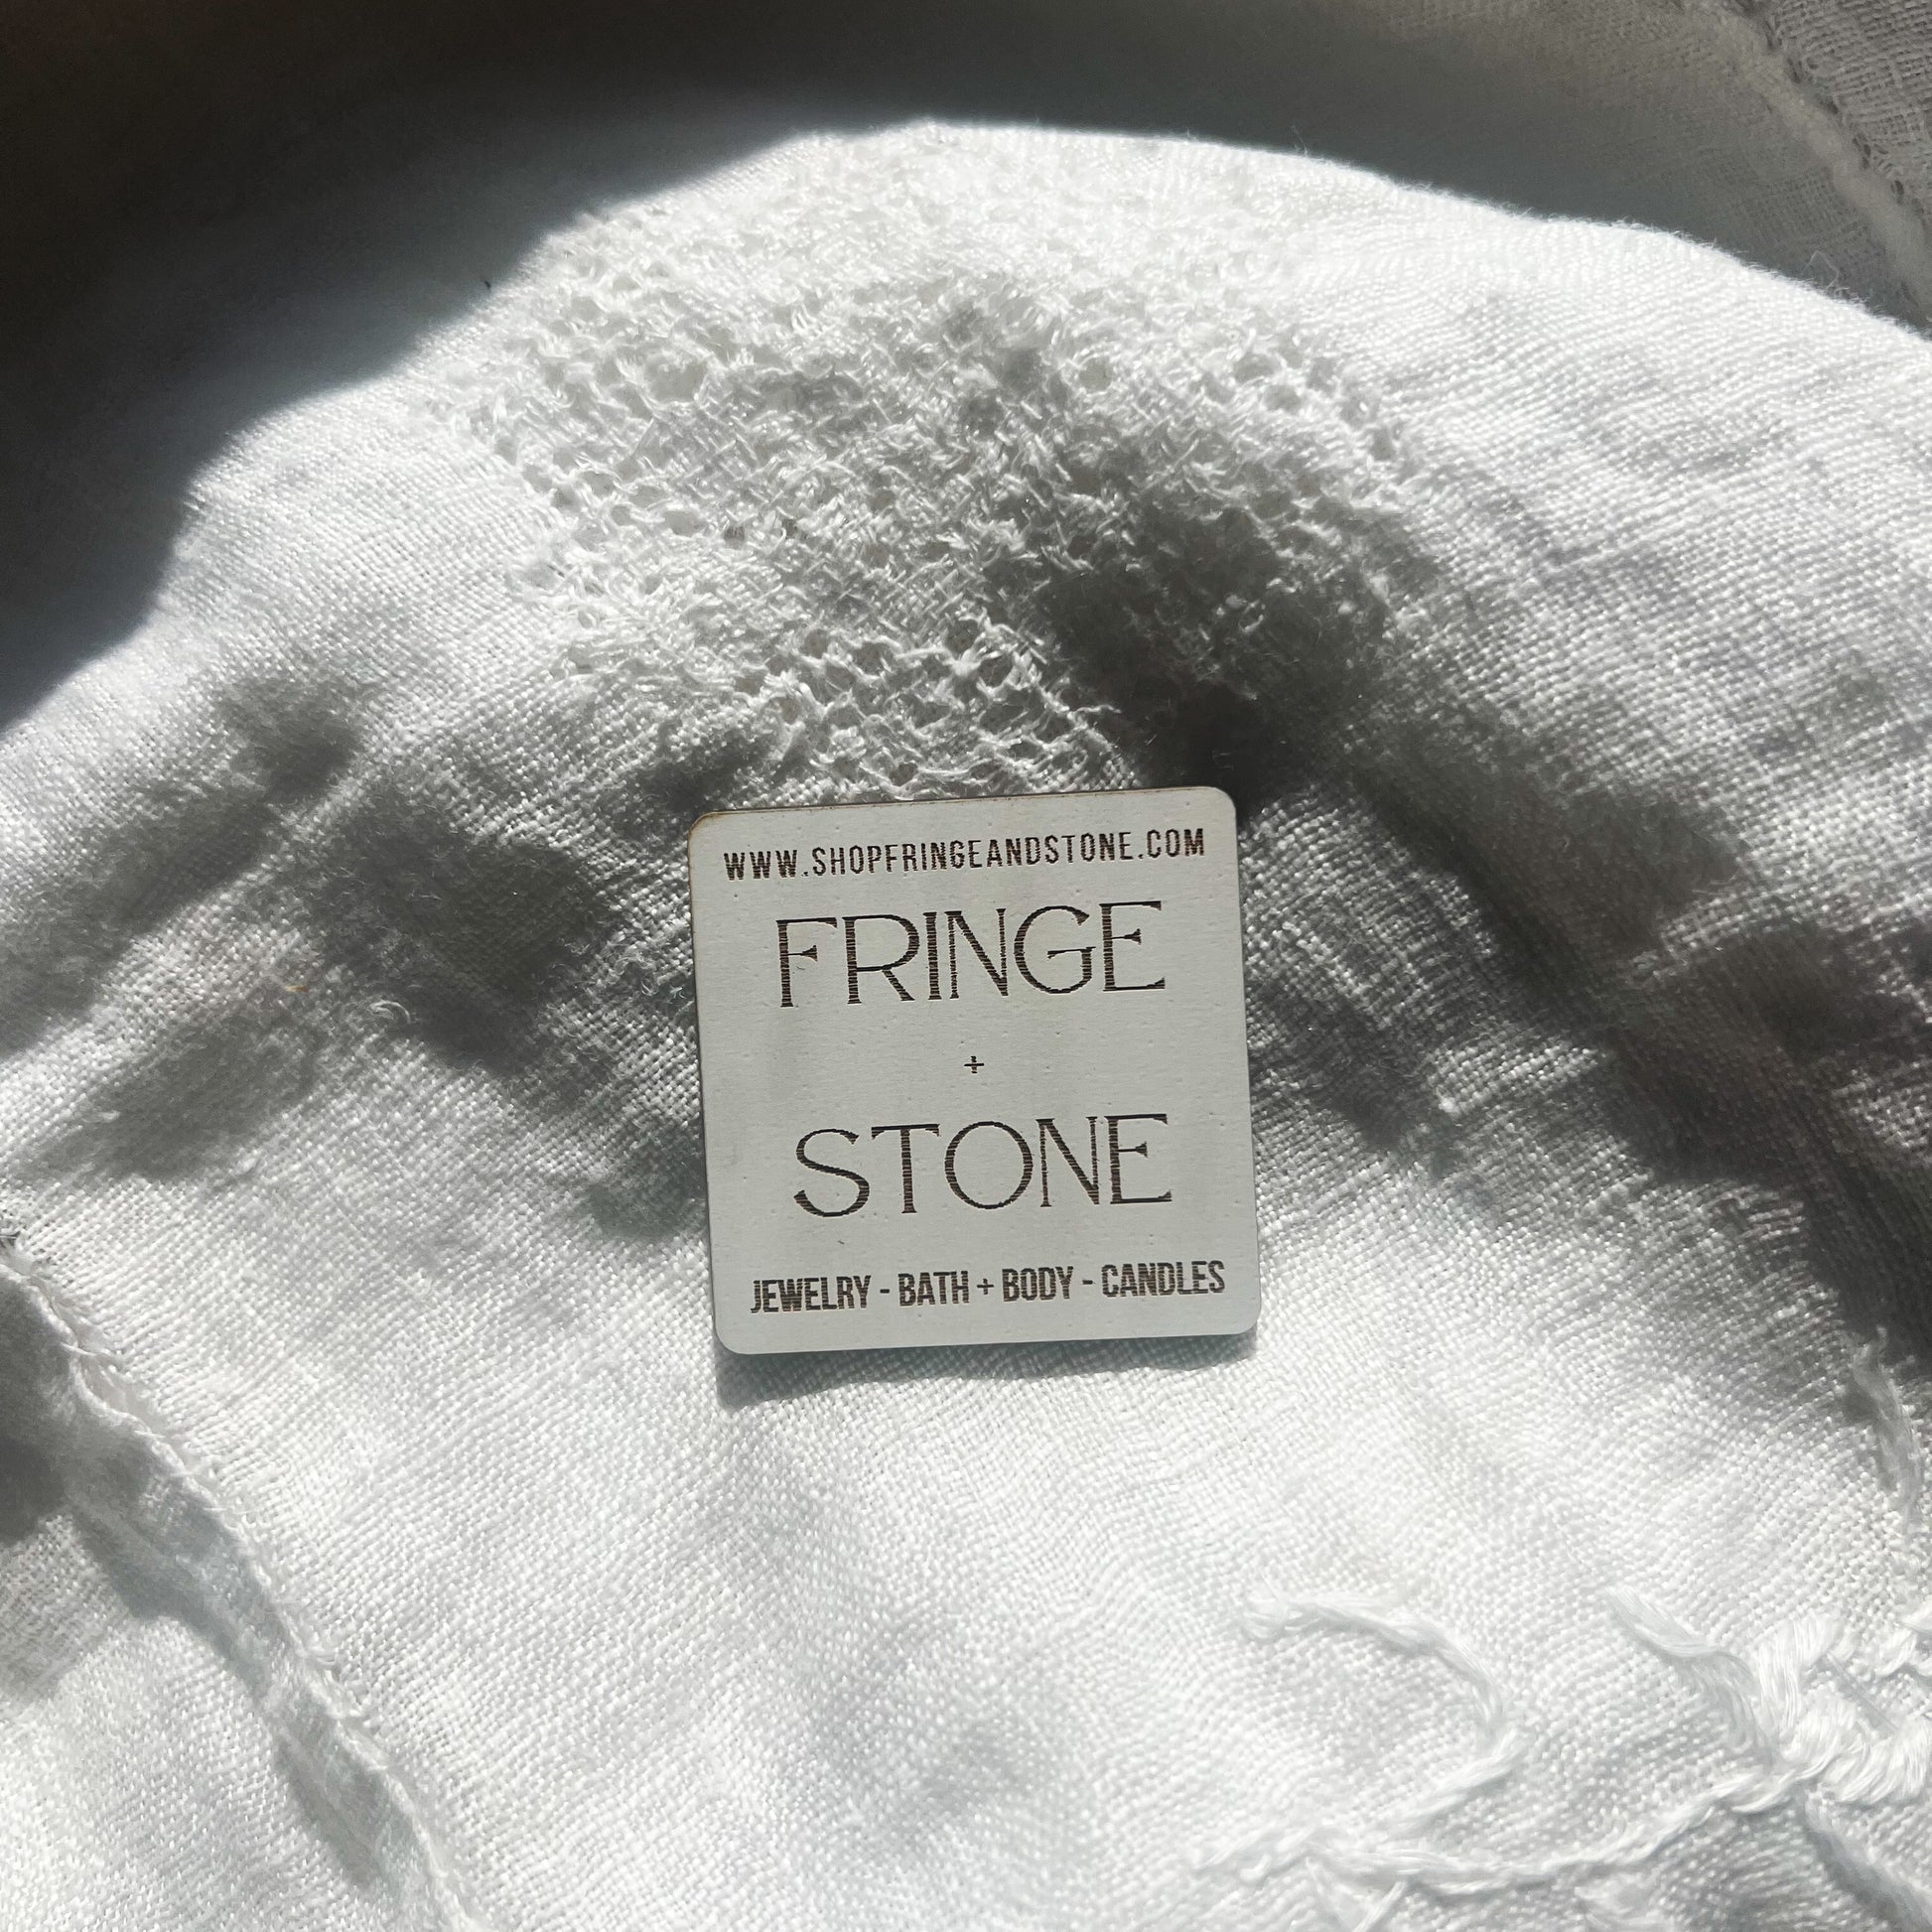 WWW.SHOPFRINGEANDSTONE.COM
FRINGE
+
STONE
JEWELRY - BATH + BODY - CANDLES